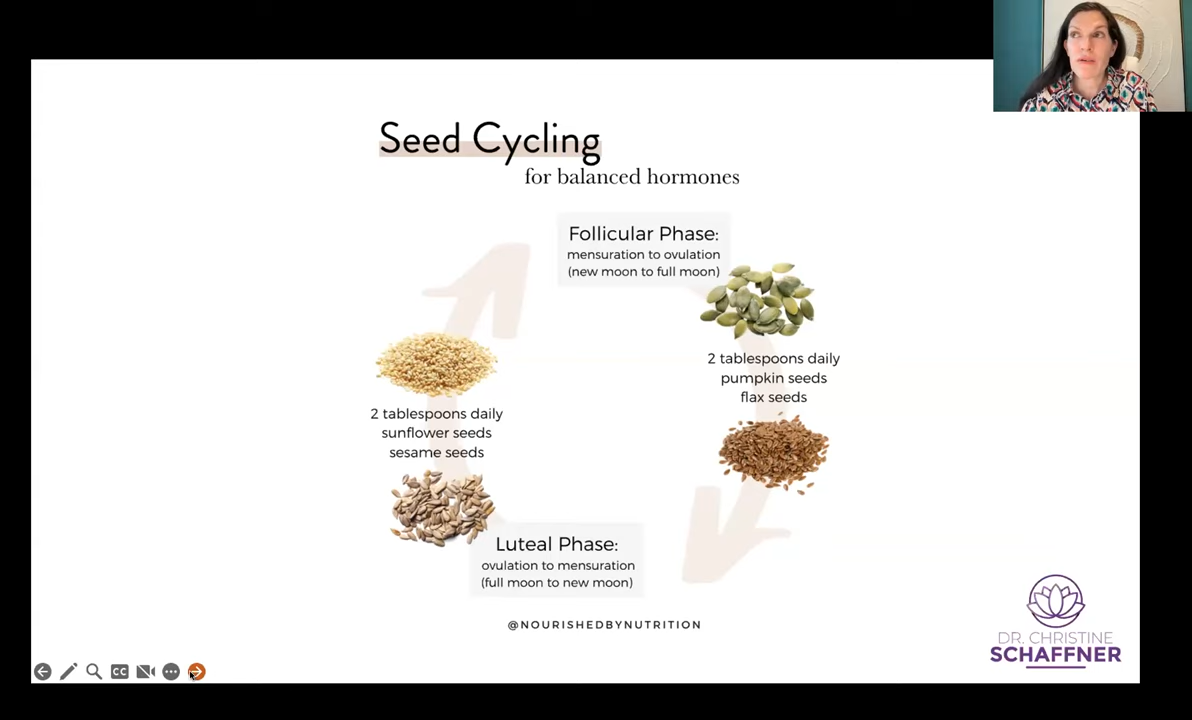 Seed Cycling
for balanced hormones
Follicular Phase:
mensuration to ovulation
(new moon to full moon)
2 tablespoons daily
pumpkin seeds
flax seeds
2 tablespoons daily
sunflower seeds
sesame seeds
Luteal Phase:
ovulation to mensuration
(full moon to new moon)
@NOURISHEDBYNUTRITION
DR. CHRISTINE
SCHAFFNER
CC